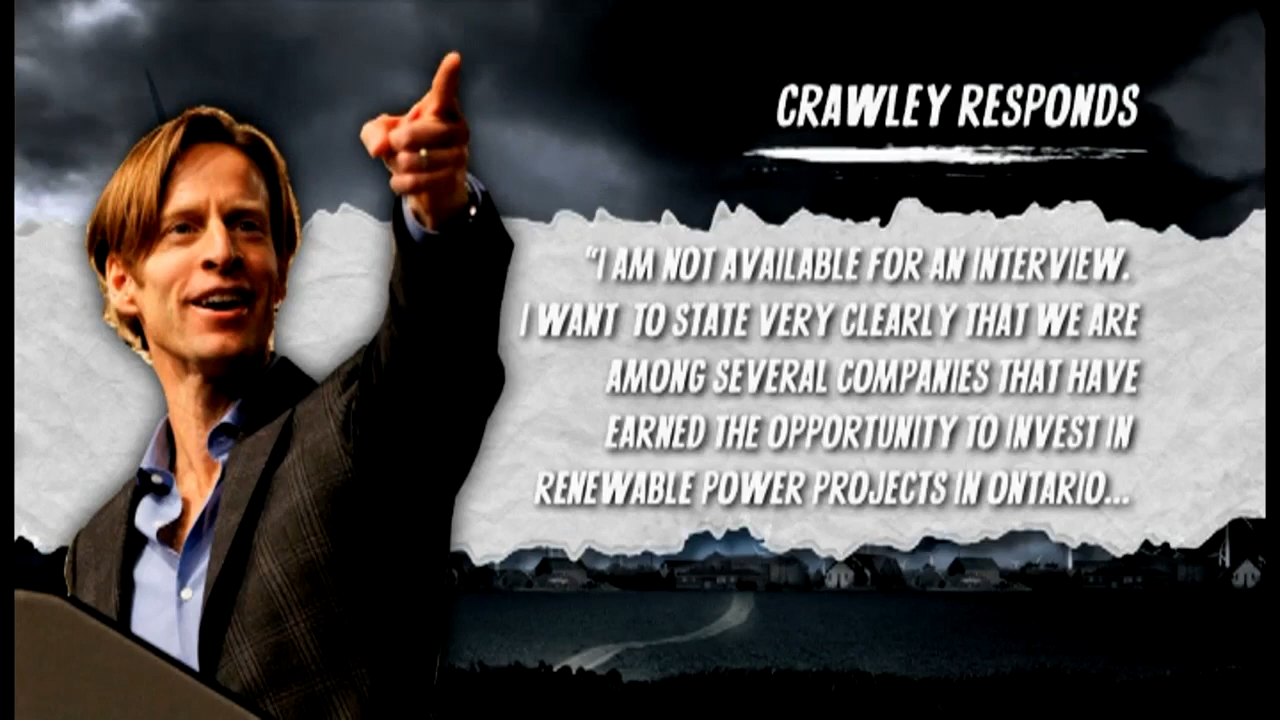 CRAWLEY RESPONDS
"I AM NOT AVAILABLE FOR AN INTERVIEW.
I WANT TO STATE VERY CLEARLY THAT WE ARE
AMONG SEVERAL COMPANIES THAT HAVE
EARNED THE OPPORTUNITY TO INVEST IN
RENEWABLE POWER PROJECTS IN ONTARIO...